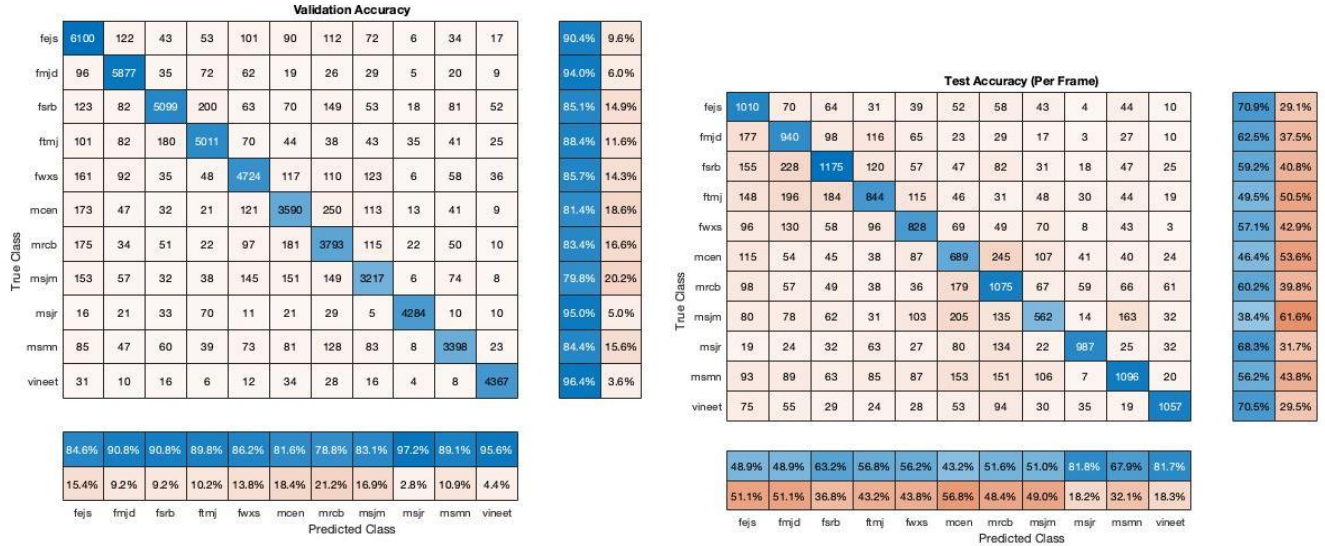 Validation Accuracy
fejs 6100 122 43 53 101 90 112 72 6 34 17 90.4% 9.6%
fmjd 96 5877 35 72 62 19 26 29 5 20 9 94.0% 6.0%
fsrb 123 82 5099 200 63 70 149 53 18 81 52 85.1% 14.9%
ftmj 101 82 180 5011 70 44 38 43 35 41 25 88.4% 11.6%
fwxs 161 92 35 48 4724 117 110 123 6 58 36 85.7% 14.3%
mcen 173 47 32 21 121 3590 250 113 13 41 9 81.4% 18.6%
mrcb 175 34 51 22 97 181 3793 115 22 50 10 83.4% 16.6%
msjm 153 57 32 38 145 151 149 3217 6 74 8 79.8% 20.2%
msjr 16 21 33 70 11 21 29 5 4284 10 10 95.0% 5.0%
msmn 85 47 60 39 73 81 128 83 8 3398 23 84.4% 15.6%
vineet 31 10 16 6 12 34 28 16 4 8 4367 96.4% 3.6%
True Class
84.6% 90.8% 90.8% 89.8% 86.2% 81.6% 78.8% 83.1% 97.2% 89.1% 95.6%
15.4% 9.2% 9.2% 10.2% 13.8% 18.4% 21.2% 16.9% 2.8% 10.9% 4.4%
fejs fmjd fsrb ftmj fwxs mcen mrcb msjm msjr msmn vineet
Predicted Class
Test Accuracy (Per Frame)
fejs 1010 70 64 31 39 52 58 43 4 44 10 70.9% 29.1%
fmjd 177 940 98 116 65 23 29 17 3 27 10 62.5% 37.5%
fsrb 155 228 1175 120 57 47 82 31 18 47 25 59.2% 40.8%
ftmj 148 196 184 844 115 46 31 48 30 44 19 49.5% 50.5%
fwxs 96 130 58 96 828 69 49 70 8 43 3 57.1% 42.9%
mcen 115 54 45 38 87 689 245 107 41 40 24 46.4% 53.6%
mrcb 98 57 49 38 36 179 1075 67 59 66 61 60.2% 39.8%
msjm 80 78 62 31 103 205 135 562 14 163 32 38.4% 61.6%
msjr 19 24 32 63 27 80 134 22 987 25 32 68.3% 31.7%
msmn 93 89 63 85 87 153 151 106 7 1096 20 56.2% 43.8%
vineet 75 55 29 24 28 53 94 30 35 19 1057 70.5% 29.5%
True Class
48.9% 48.9% 63.2% 56.8% 56.2% 43.2% 51.6% 51.0% 81.8% 67.9% 81.7%
51.1% 51.1% 36.8% 43.2% 43.8% 56.8% 48.4% 49.0% 18.2% 32.1% 18.3%
fejs fmjd fsrb ftmj fwxs mcen mrcb msjm msjr msmn vineet
Predicted Class